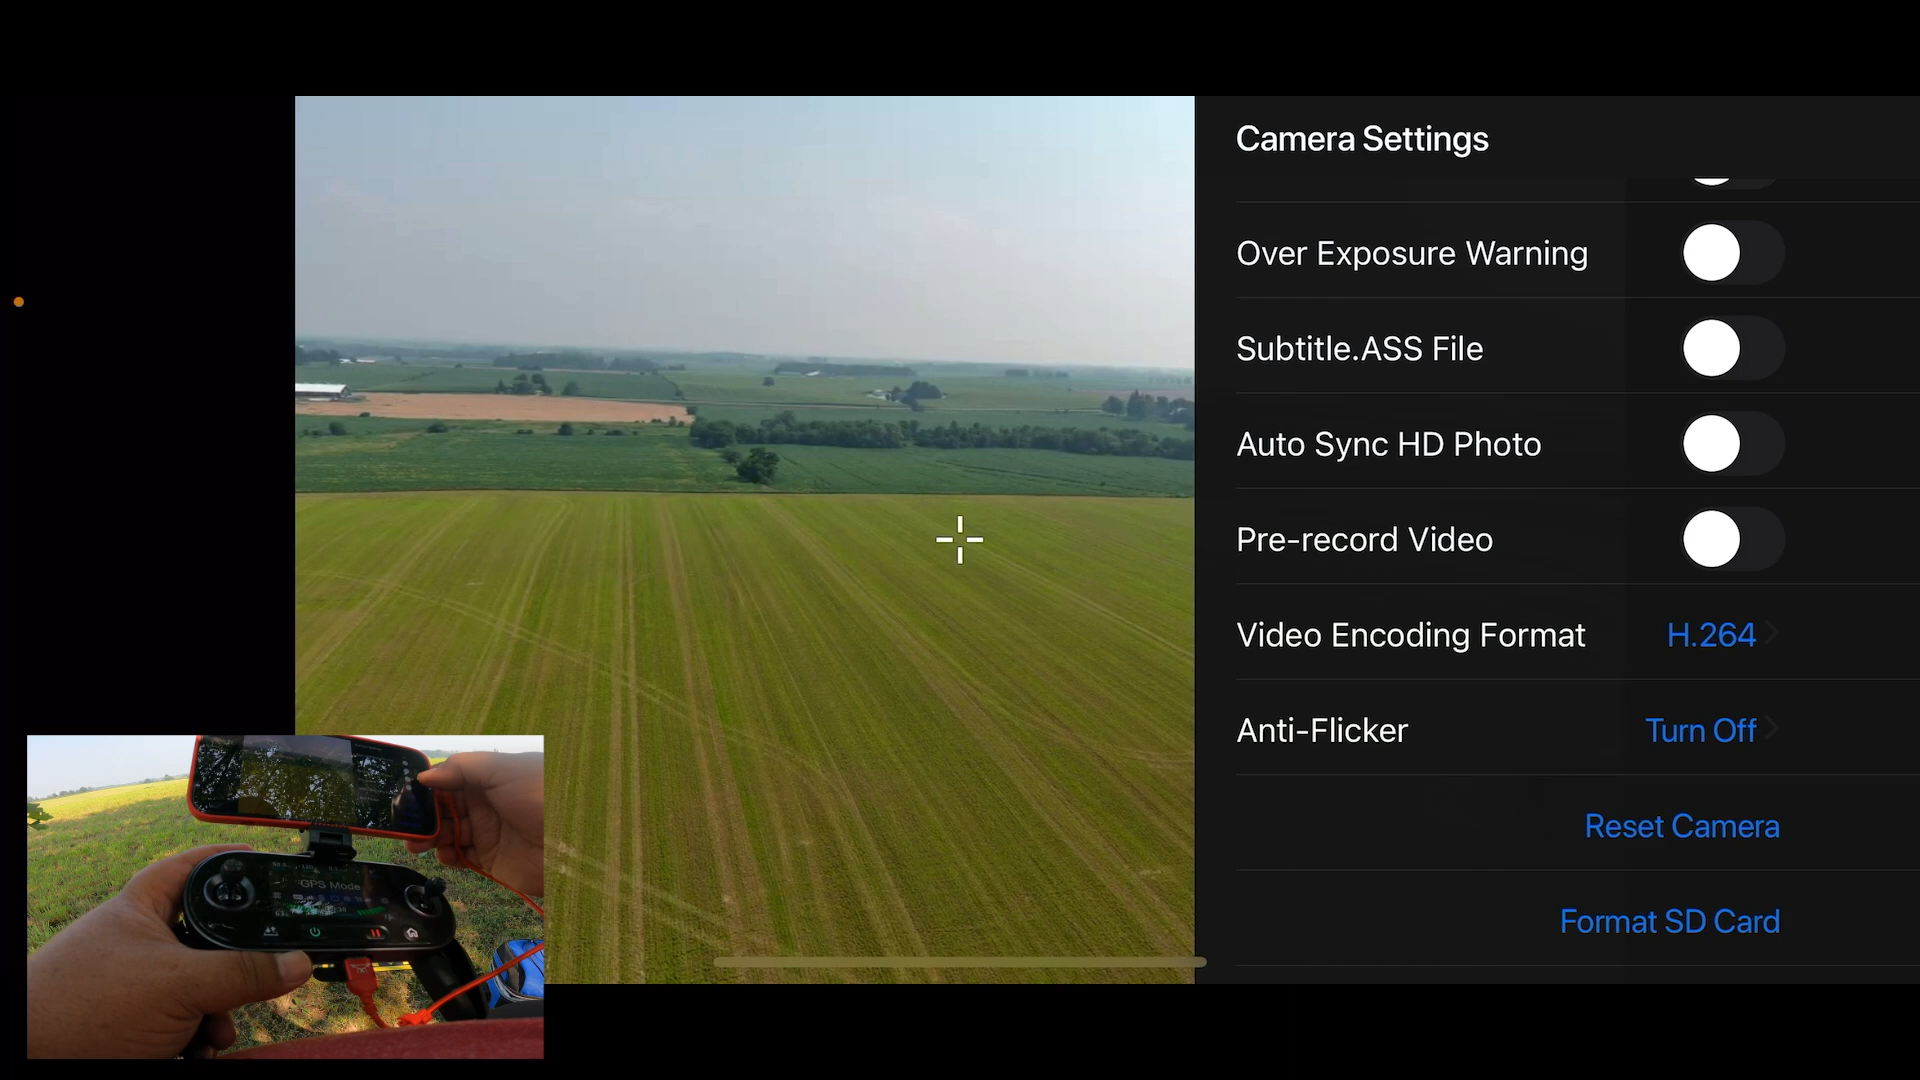 Camera Settings
Over Exposure Warning
Subtitle.ASS File
Auto Sync HD Photo
Pre-record Video
Video Encoding Format H.264
Anti-Flicker Turn Off
Reset Camera
Format SD Card
GPS Mode